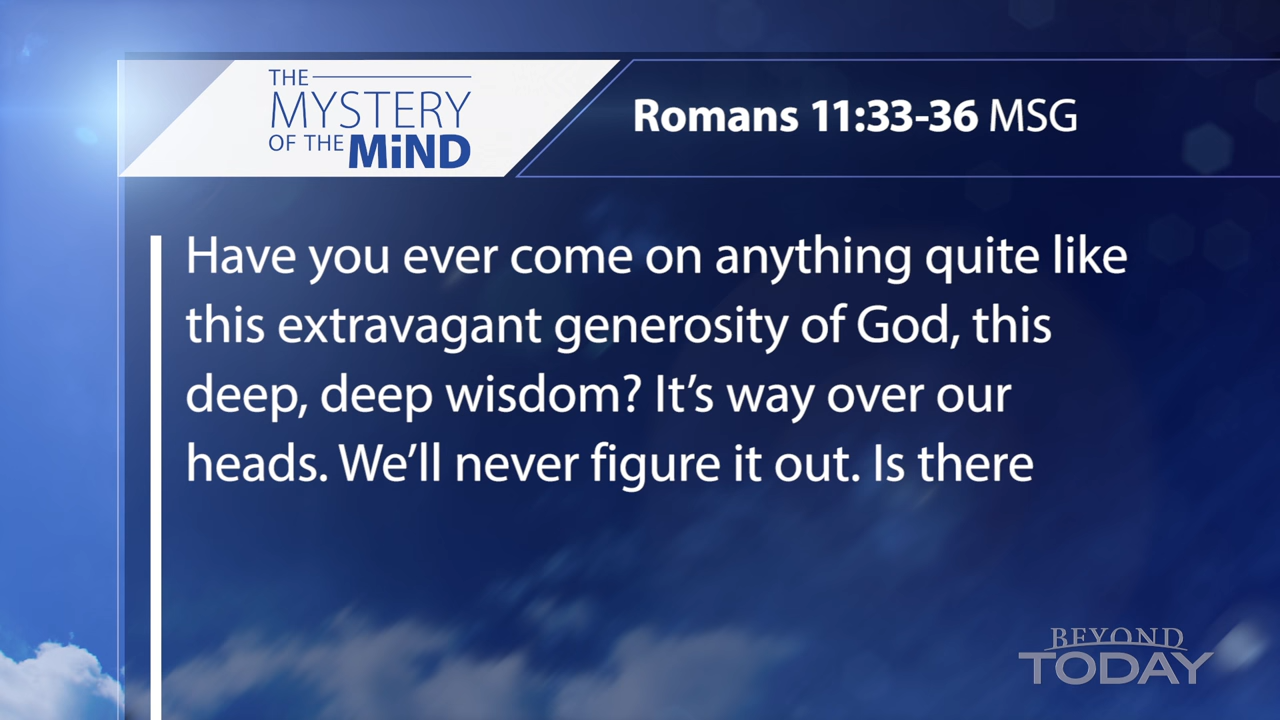 THE
MYSTERY
OF THE MiND
Romans 11:33-36 MSG
Have you ever come on anything quite like
this extravagant generosity of God, this
deep, deep wisdom? It’s way over our
heads. We’ll never figure it out. Is there
BEYOND
TODAY